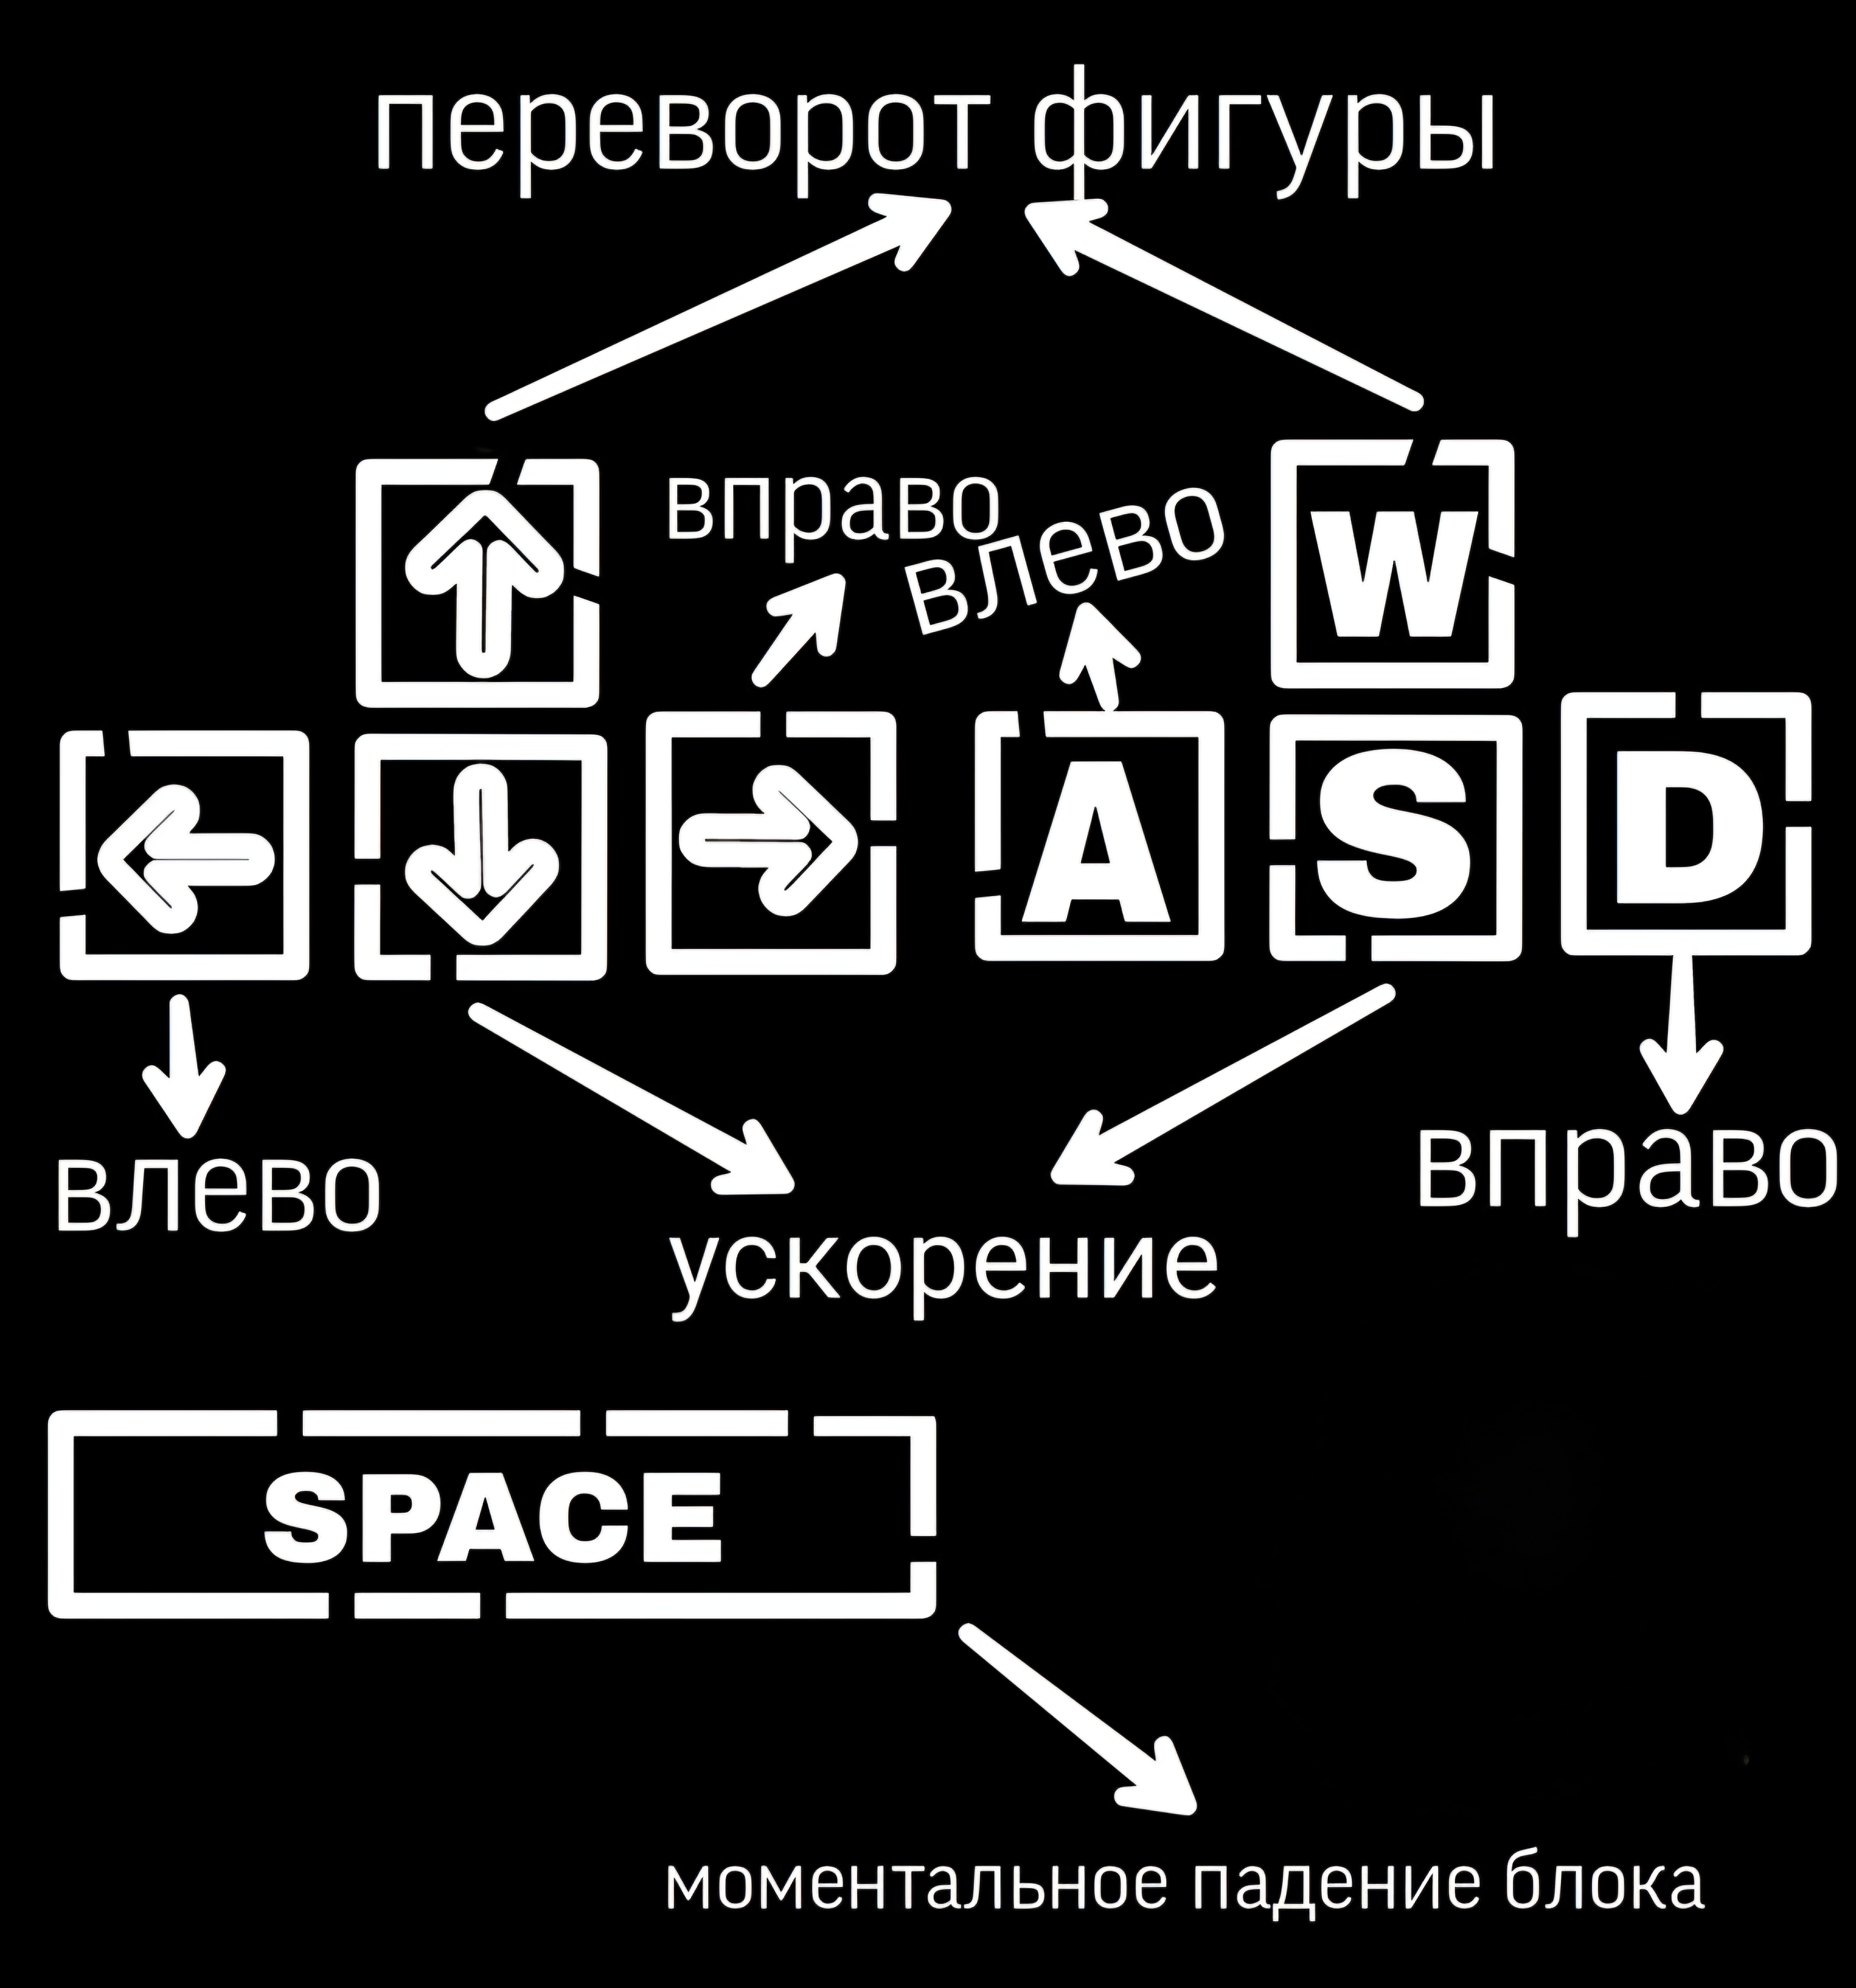 переворот фигуры
вправо
влево
W
A
S
D
влево
вправо
ускорение
SPACE
моментальное падение блока